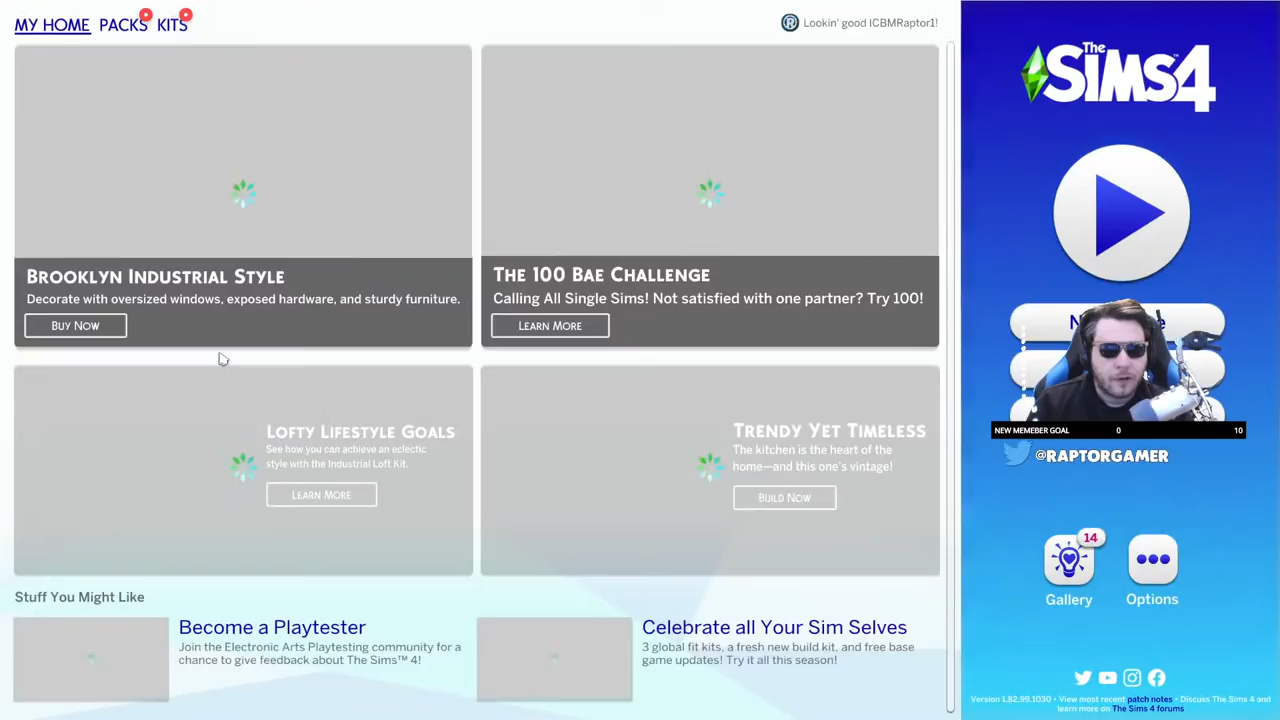 MY HOME PACKS KITS
Lookin' good ICBMRaptor1!
BROOKLYN INDUSTRIAL STYLE
Decorate with oversized windows, exposed hardware, and sturdy furniture.
BUY NOW
THE 100 BAE CHALLENGE
Calling All Single Sims! Not satisfied with one partner? Try 100!
LEARN MORE
LOFTY LIFESTYLE GOALS
See how you can achieve an eclectic
style with the Industrial Loft Kit.
LEARN MORE
TRENDY YET TIMELESS
The kitchen is the heart of the
home—and this one's vintage!
BUILD NOW
Stuff You Might Like
Become a Playtester
Join the Electronic Arts Playtesting community for a
chance to give feedback about The Sims™ 4!
Celebrate all Your Sim Selves
3 global fit kits, a fresh new build kit, and free base
game updates! Try it all this season!
The
SiMS 4
NEW MEMEBER GOAL 0 10
@RAPTORGAMER
14
Gallery
Options
Version 1.82.99.1030 • View most recent patch notes • Discuss The Sims 4 and
learn more on The Sims 4 forums